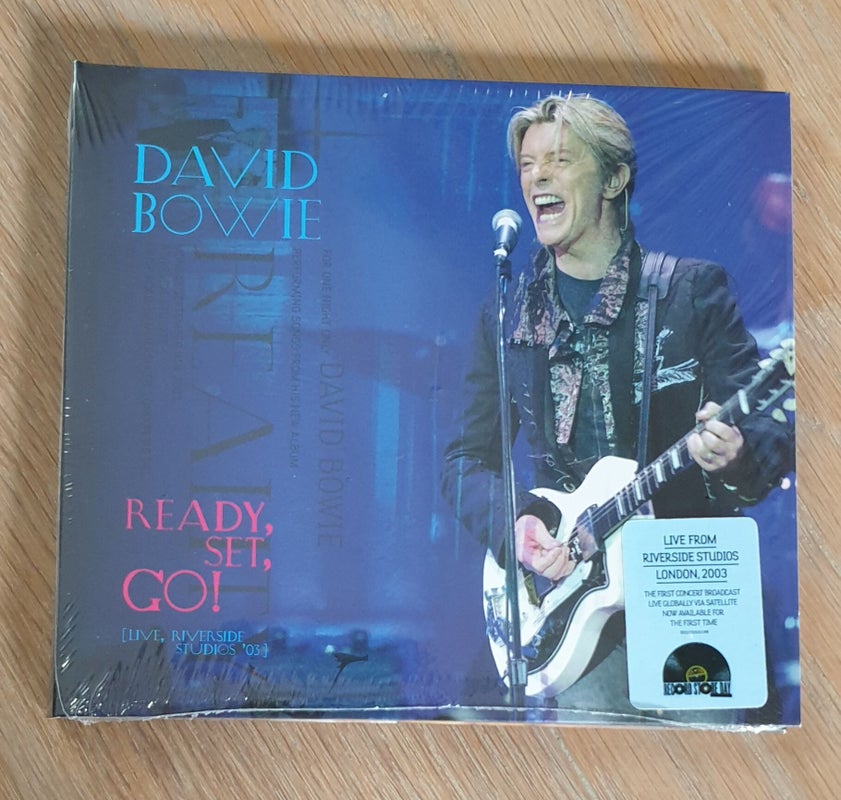 DAVID
BOWIE
REALITY
FOR ONE NIGHT ONLY DAVID BOWIE
PERFORMING SONGS FROM HIS NEW ALBUM
READY,
SET,
GO!
[LIVE, RIVERSIDE
STUDIOS '03]
LIVE FROM
RIVERSIDE STUDIOS
LONDON, 2003
THE FIRST CONCERT BROADCAST
LIVE GLOBALLY VIA SATELLITE
NOW AVAILABLE FOR
THE FIRST TIME
RECORD STORE DAY